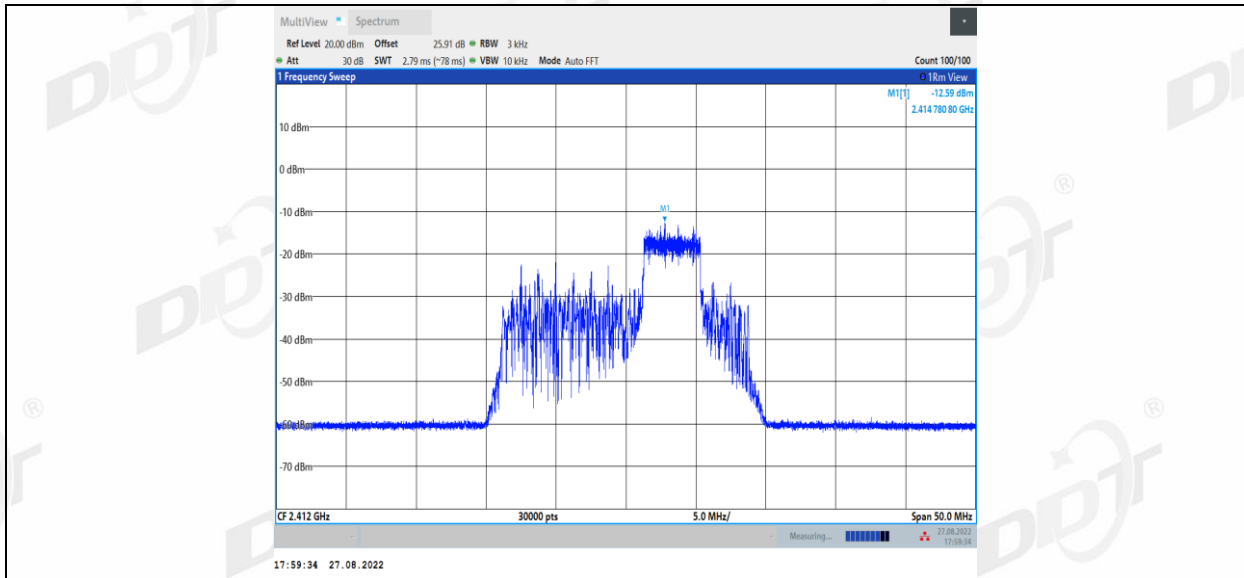 MultiView Spectrum
Ref Level 20.00 dBm Offset 25.91 dB RBW 3 kHz
Att 30 dB SWT 2.79 ms (~78 ms) VBW 10 kHz Mode Auto FFT Count 100/100
1 Frequency Sweep 1Rm View
M1[1] -12.59 dBm
2.414 780 80 GHz
10 dBm
0 dBm
M1
-10 dBm
-20 dBm
-30 dBm
-40 dBm
-50 dBm
-60 dBm
-70 dBm
CF 2.412 GHz 30000 pts 5.0 MHz/ Span 50.0 MHz
Measuring... 27.08.2022
17:59:34
17:59:34 27.08.2022
DDT®